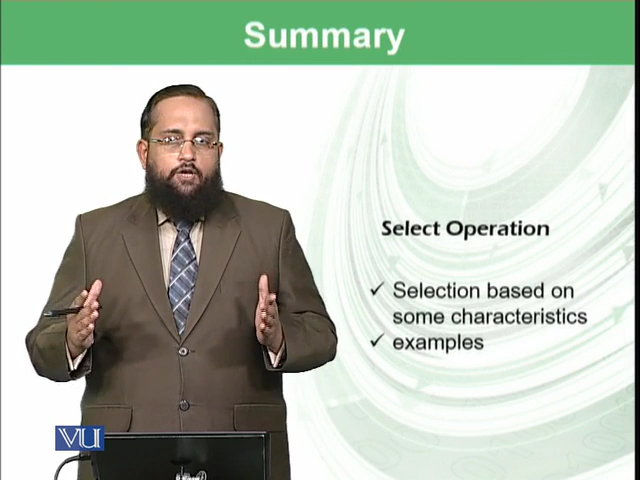 Summary
Select Operation
✓ Selection based on
some characteristics
✓ examples
VU